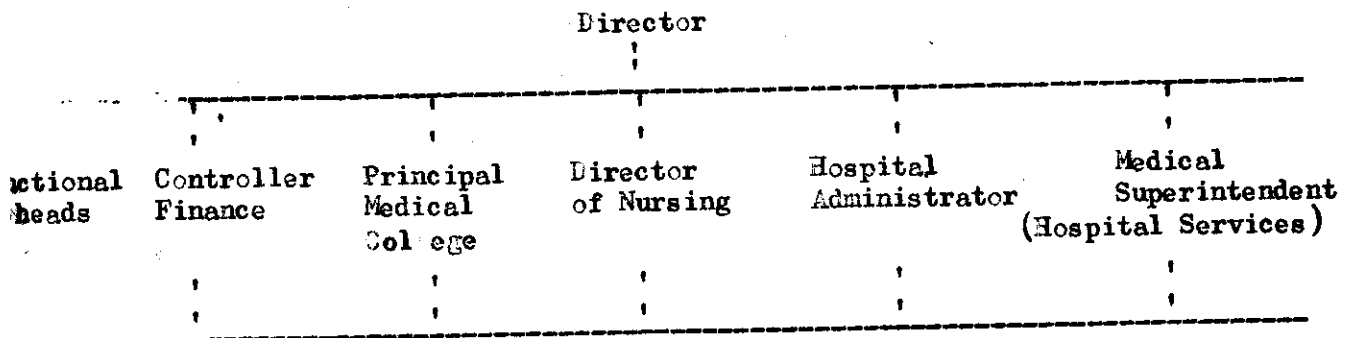 Director
ctional Controller Principal Director Hospital Medical
heads Finance Medical of Nursing Administrator Superintendent
College (Hospital Services)